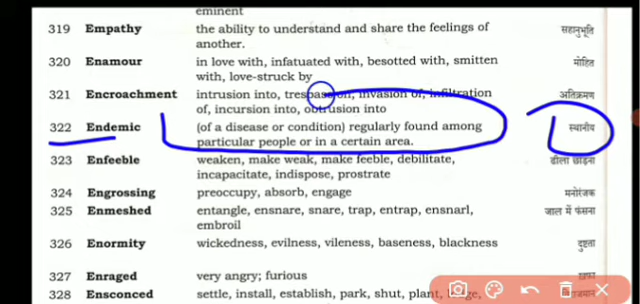 eminent
319 Empathy the ability to understand and share the feelings of सहानुभूति
another.
320 Enamour in love with, infatuated with, besotted with, smitten मोहित
with, love-struck by
321 Encroachment intrusion into, trespass on, invasion of, infiltration अतिक्रमण
of, incursion into, obtrusion into
322 Endemic (of a disease or condition) regularly found among स्थानीय
particular people or in a certain area.
323 Enfeeble weaken, make weak, make feeble, debilitate, ढीला छोड़ना
incapacitate, indispose, prostrate
324 Engrossing preoccupy, absorb, engage मनोरंजक
325 Enmeshed entangle, ensnare, snare, trap, entrap, ensnarl, जाल में फंसना
embroil
326 Enormity wickedness, evilness, vileness, baseness, blackness दुष्टता
327 Enraged very angry; furious खफा
328 Ensconced settle, install, establish, park, shut, plant,